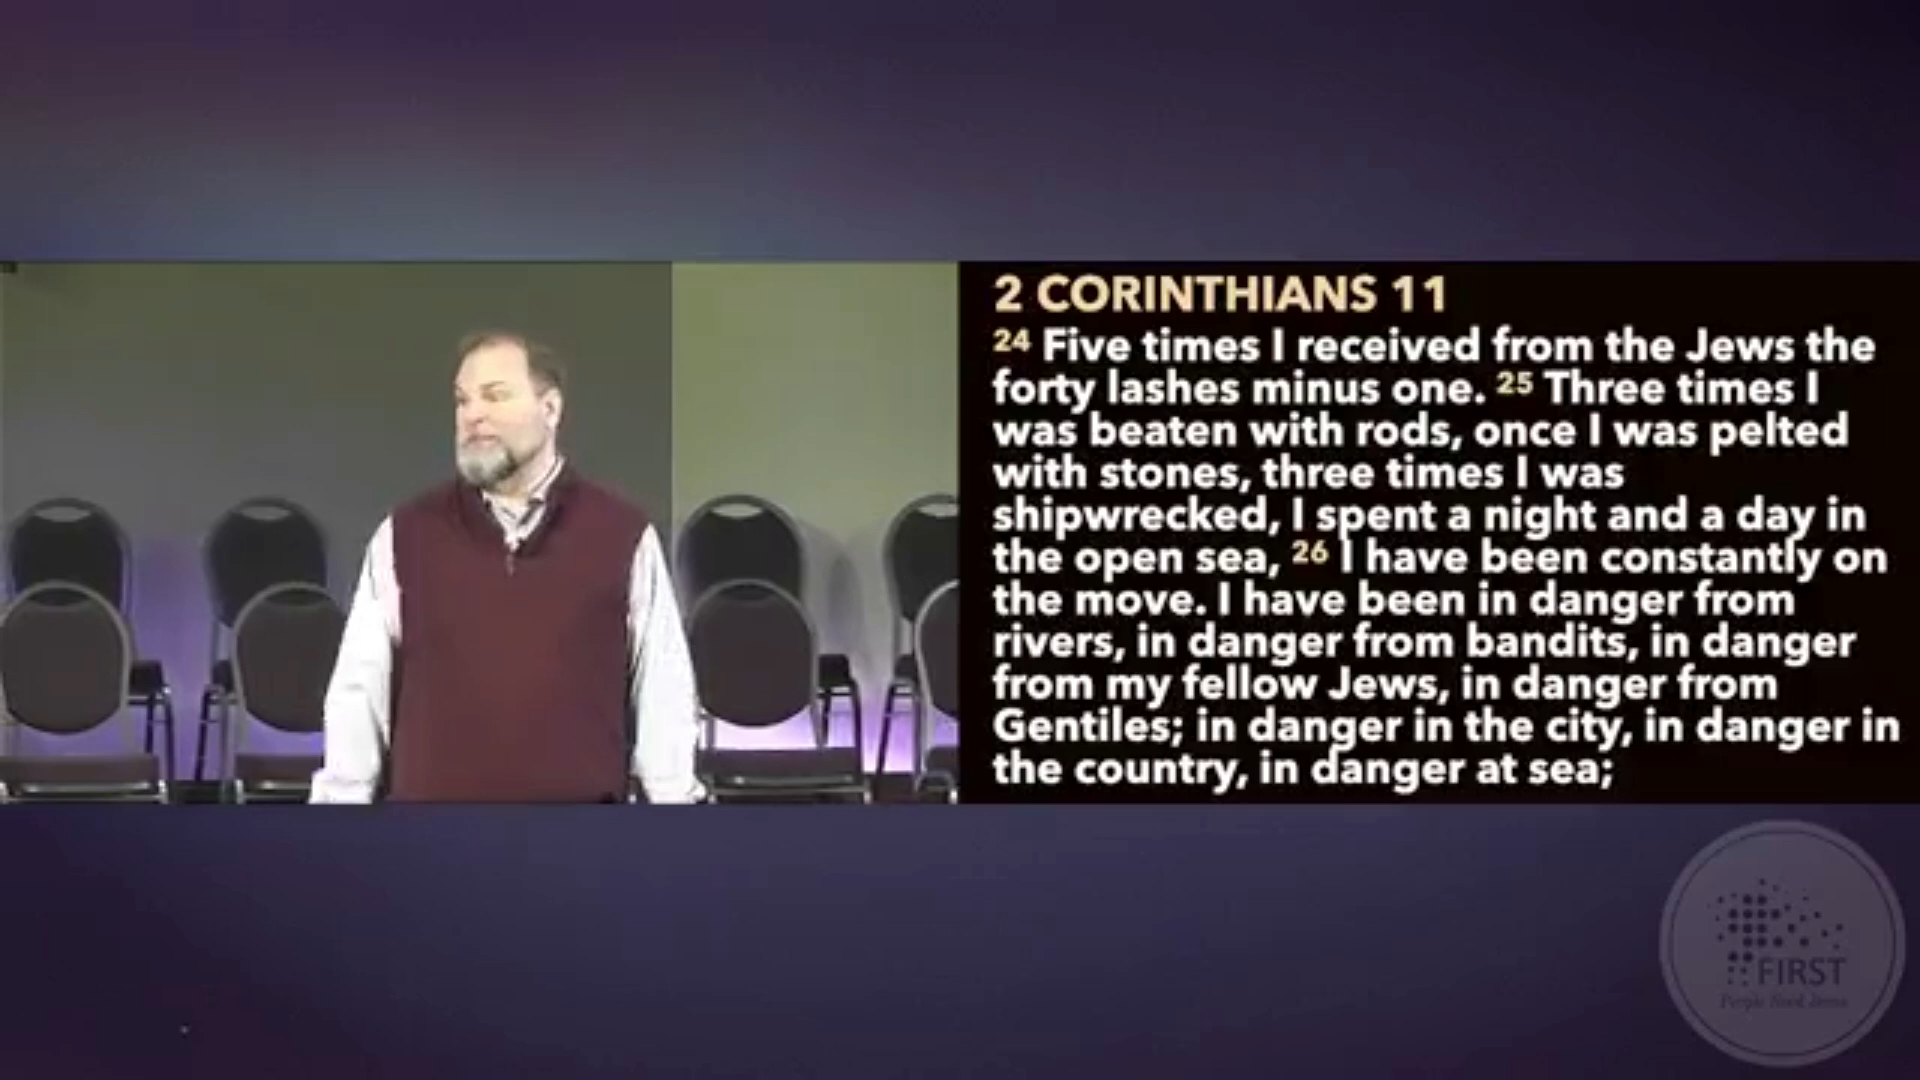 2 CORINTHIANS 11
24 Five times I received from the Jews the
forty lashes minus one. 25 Three times I
was beaten with rods, once I was pelted
with stones, three times I was
shipwrecked, I spent a night and a day in
the open sea, 26 I have been constantly on
the move. I have been in danger from
rivers, in danger from bandits, in danger
from my fellow Jews, in danger from
Gentiles; in danger in the city, in danger in
the country, in danger at sea;
FIRST
People Need Jesus